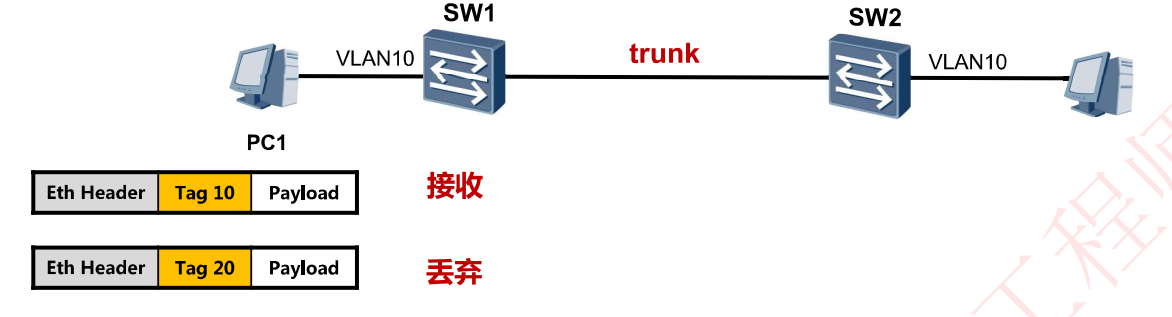 SW1
SW2
VLAN10
trunk
VLAN10
PC1
Eth Header Tag 10 Payload 接收
Eth Header Tag 20 Payload 丢弃
工程师